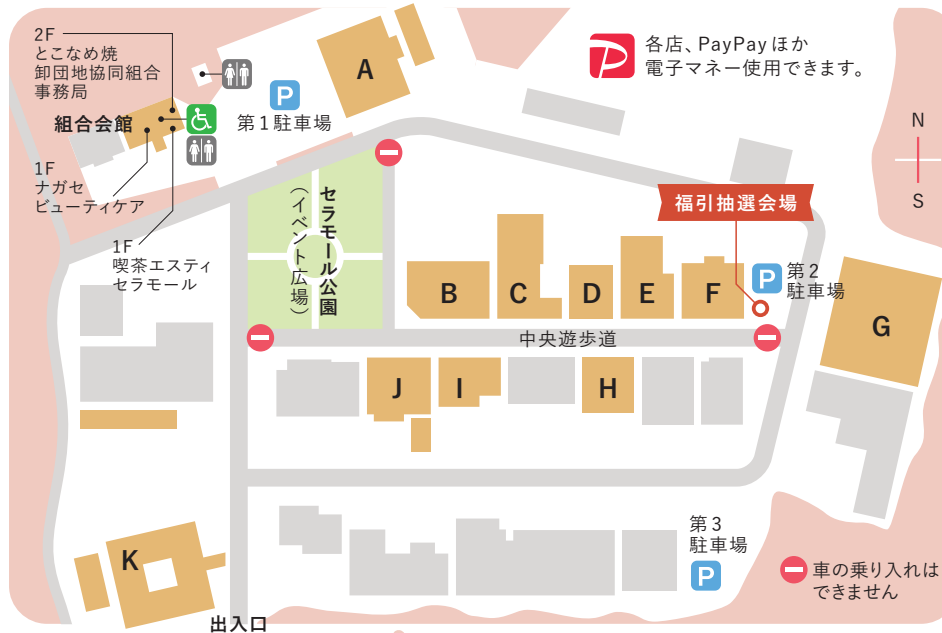 2F
とこなめ焼
卸団地協同組合
事務局
組合会館
1F
ナガセ
ビューティケア
1F
喫茶エスティ
セラモール
P
第1駐車場
A
各店、PayPayほか
電子マネー使用できます。
N
S
セラモール公園
（イベント広場）
福引抽選会場
B
C
D
E
F
P
第2
駐車場
G
中央遊歩道
J
I
H
K
第3
駐車場
P
車の乗り入れは
できません
出入口